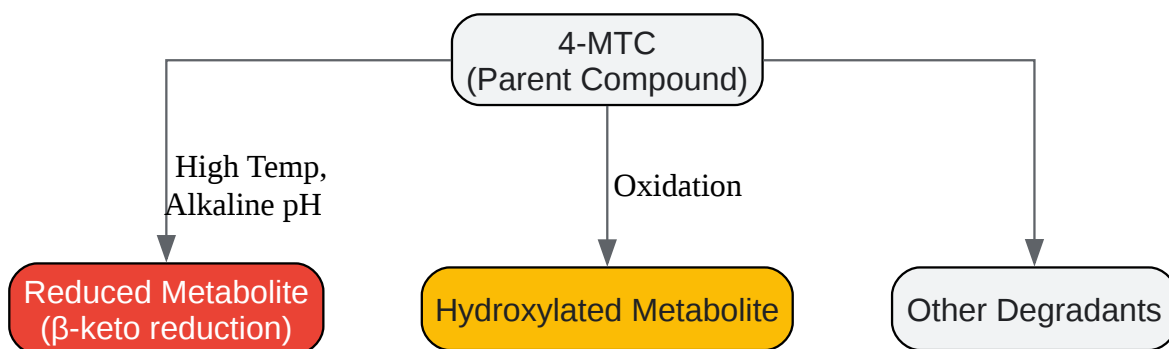 4-MTC
(Parent Compound)
High Temp,
Alkaline pH
Oxidation
Reduced Metabolite
(β-keto reduction)
Hydroxylated Metabolite
Other Degradants